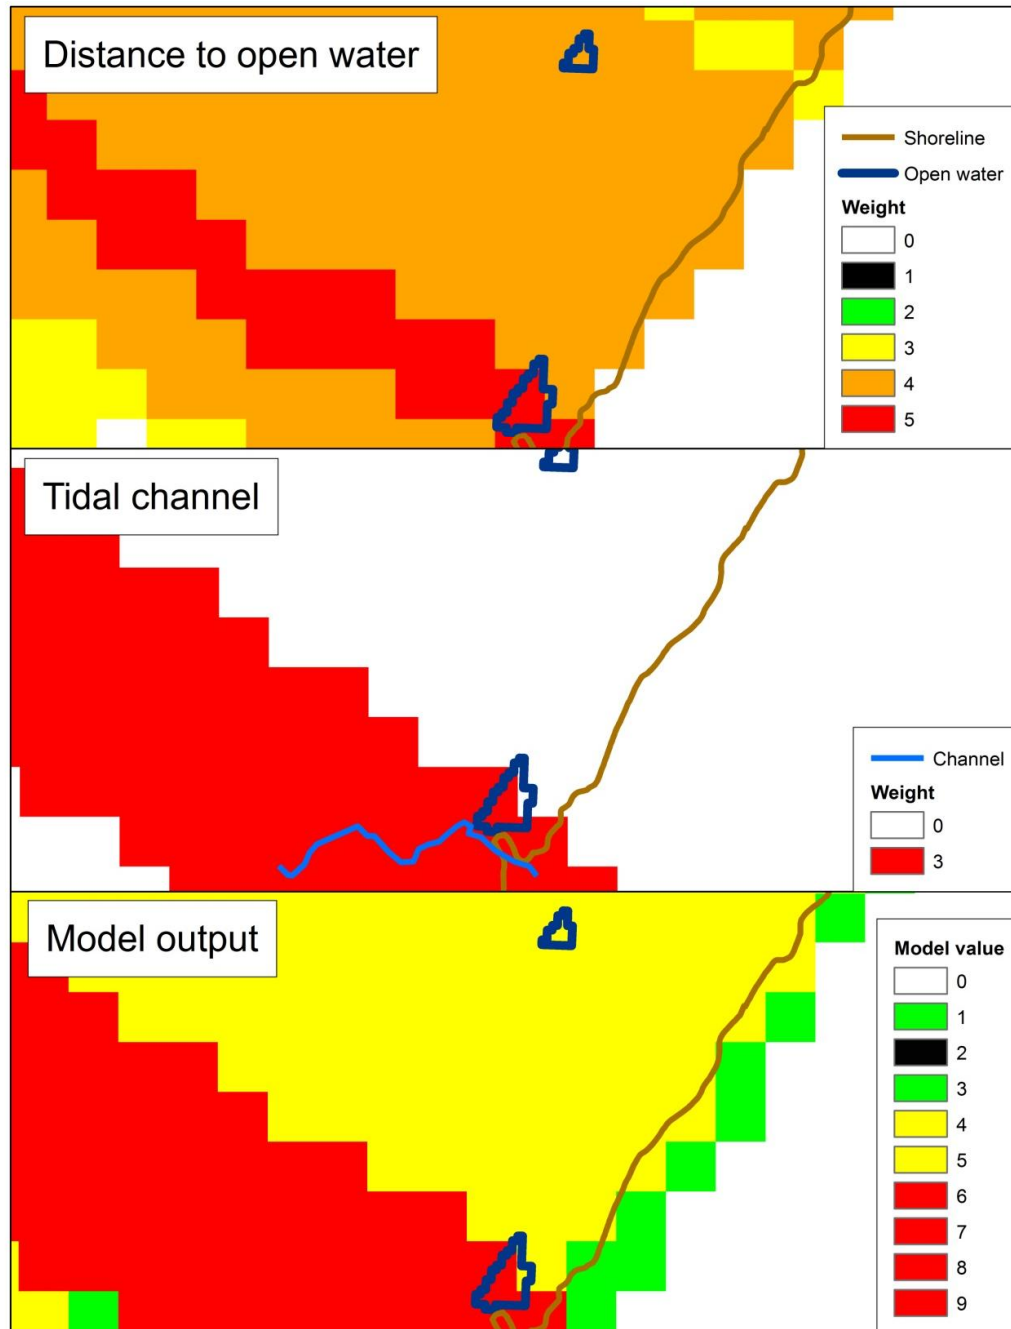 Distance to open water
Shoreline
Open water
Weight
0
1
2
3
4
5
Tidal channel
Channel
Weight
0
3
Model output
Model value
0
1
2
3
4
5
6
7
8
9